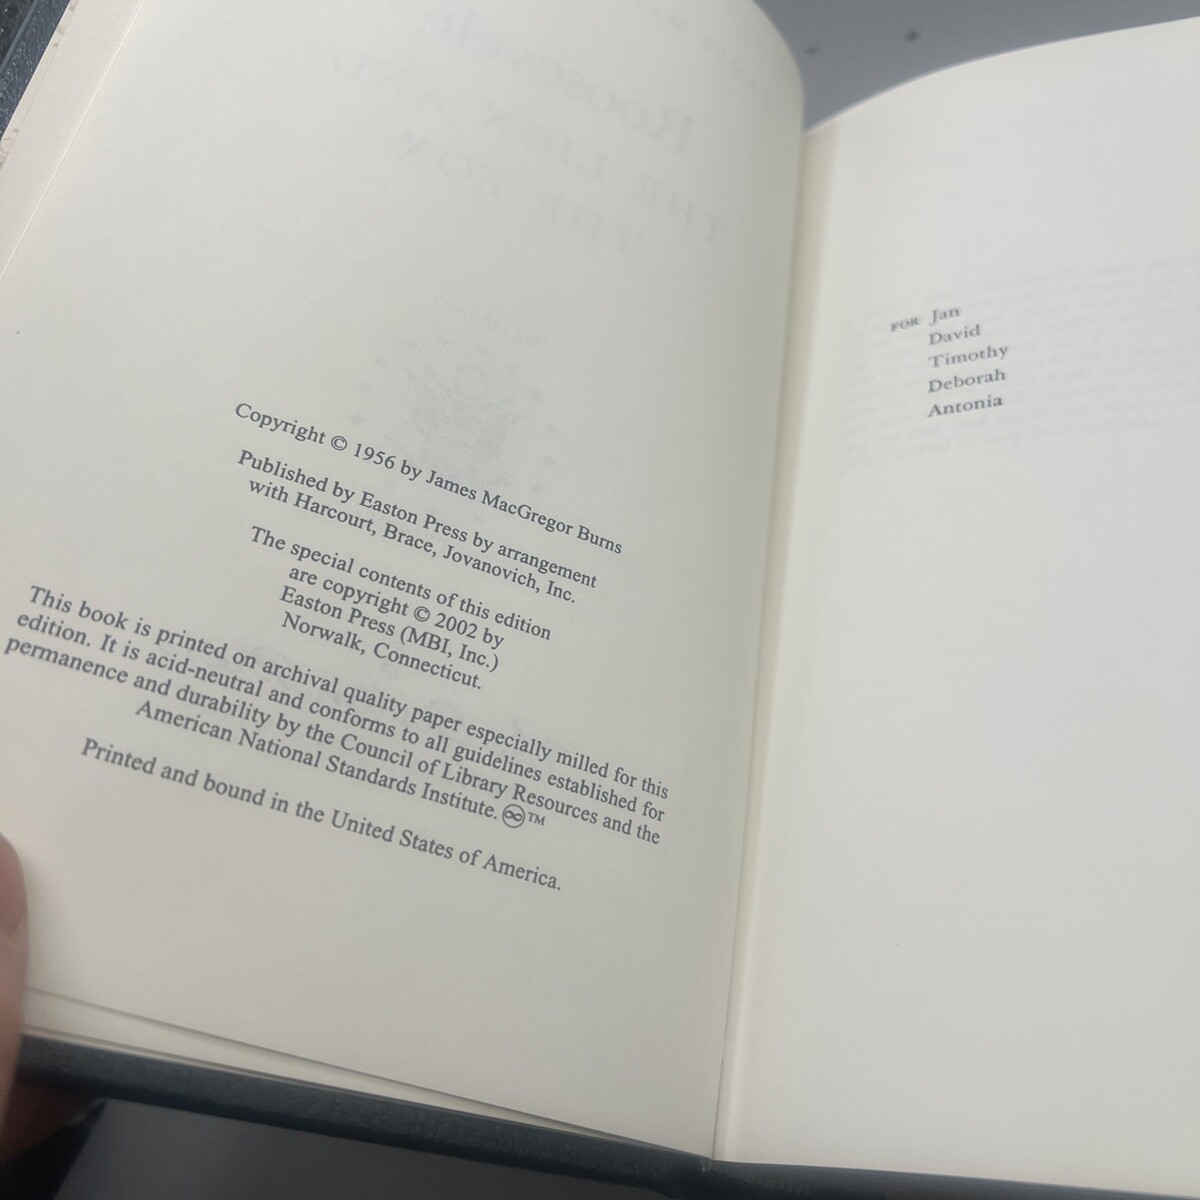 Copyright © 1956 by James MacGregor Burns
Published by Easton Press by arrangement
with Harcourt, Brace, Jovanovich, Inc.
The special contents of this edition
are copyright © 2002 by
Easton Press (MBI, Inc.)
Norwalk, Connecticut.
This book is printed on archival quality paper especially milled for this
edition. It is acid-neutral and conforms to all guidelines established for
permanence and durability by the Council of Library Resources and the
American National Standards Institute. ♾™
Printed and bound in the United States of America.
FOR Jan
David
Timothy
Deborah
Antonia